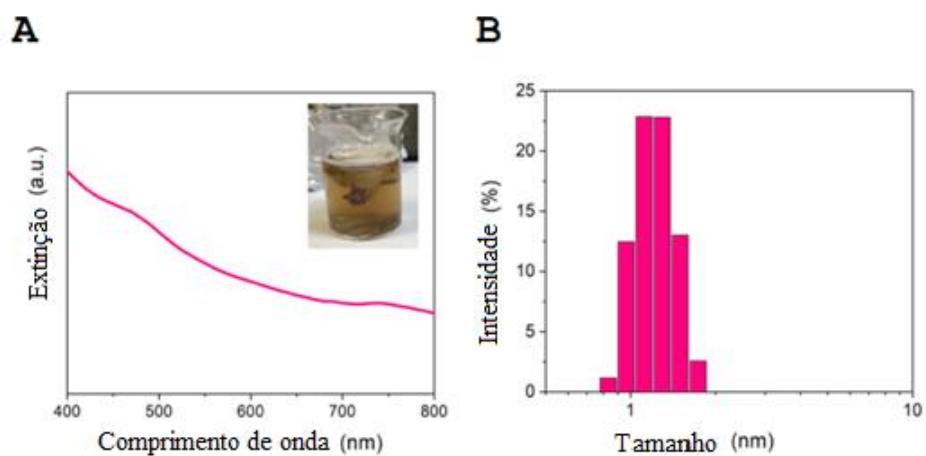 A
B
Extinção (a.u.)
400
500
600
700
800
Comprimento de onda (nm)
Intensidade (%)
25
20
15
10
5
0
1
10
Tamanho (nm)